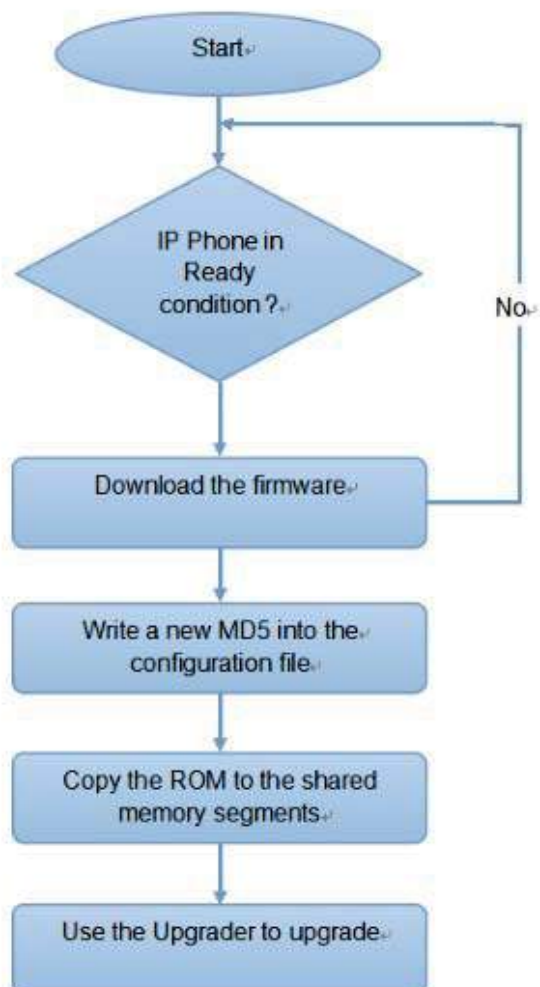 Start
IP Phone in
Ready
condition?
No
Download the firmware
Write a new MD5 into the
configuration file
Copy the ROM to the shared
memory segments
Use the Upgrader to upgrade